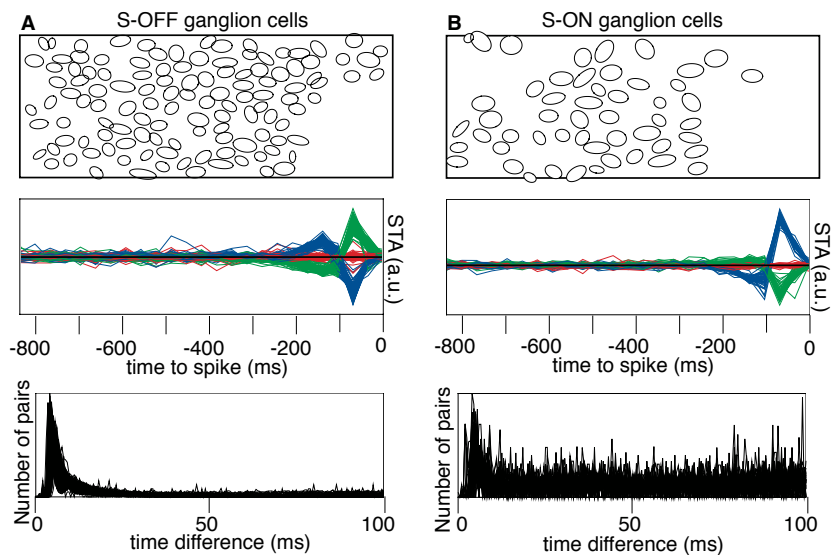 A S-OFF ganglion cells
STA (a.u.)
-800 -600 -400 -200 0
time to spike (ms)
Number of pairs
0 50 100
time difference (ms)
B S-ON ganglion cells
STA (a.u.)
-800 -600 -400 -200 0
time to spike (ms)
Number of pairs
0 50 100
time difference (ms)